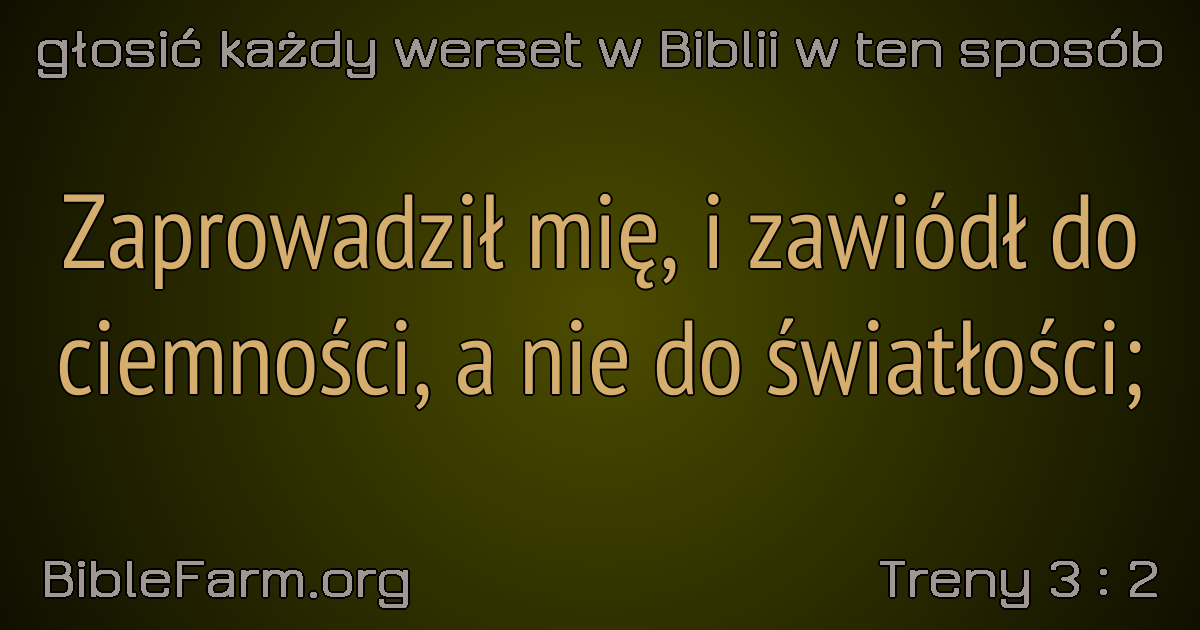 głosić każdy werset w Biblii w ten sposób
Zaprowadził mię, i zawiódł do
ciemności, a nie do światłości;
BibleFarm.org
Treny 3 : 2